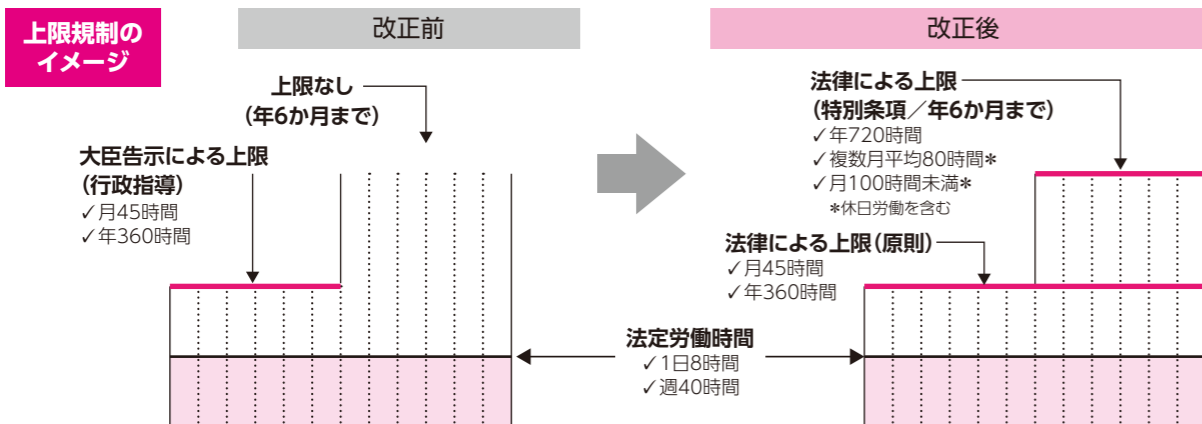 上限規制の
イメージ
改正前
改正後
上限なし
（年6か月まで）
大臣告示による上限
（行政指導）
✓月45時間
✓年360時間
法律による上限
（特別条項／年6か月まで）
✓年720時間
✓複数月平均80時間＊
✓月100時間未満＊
＊休日労働を含む
法律による上限（原則）
✓月45時間
✓年360時間
法定労働時間
✓1日8時間
✓週40時間